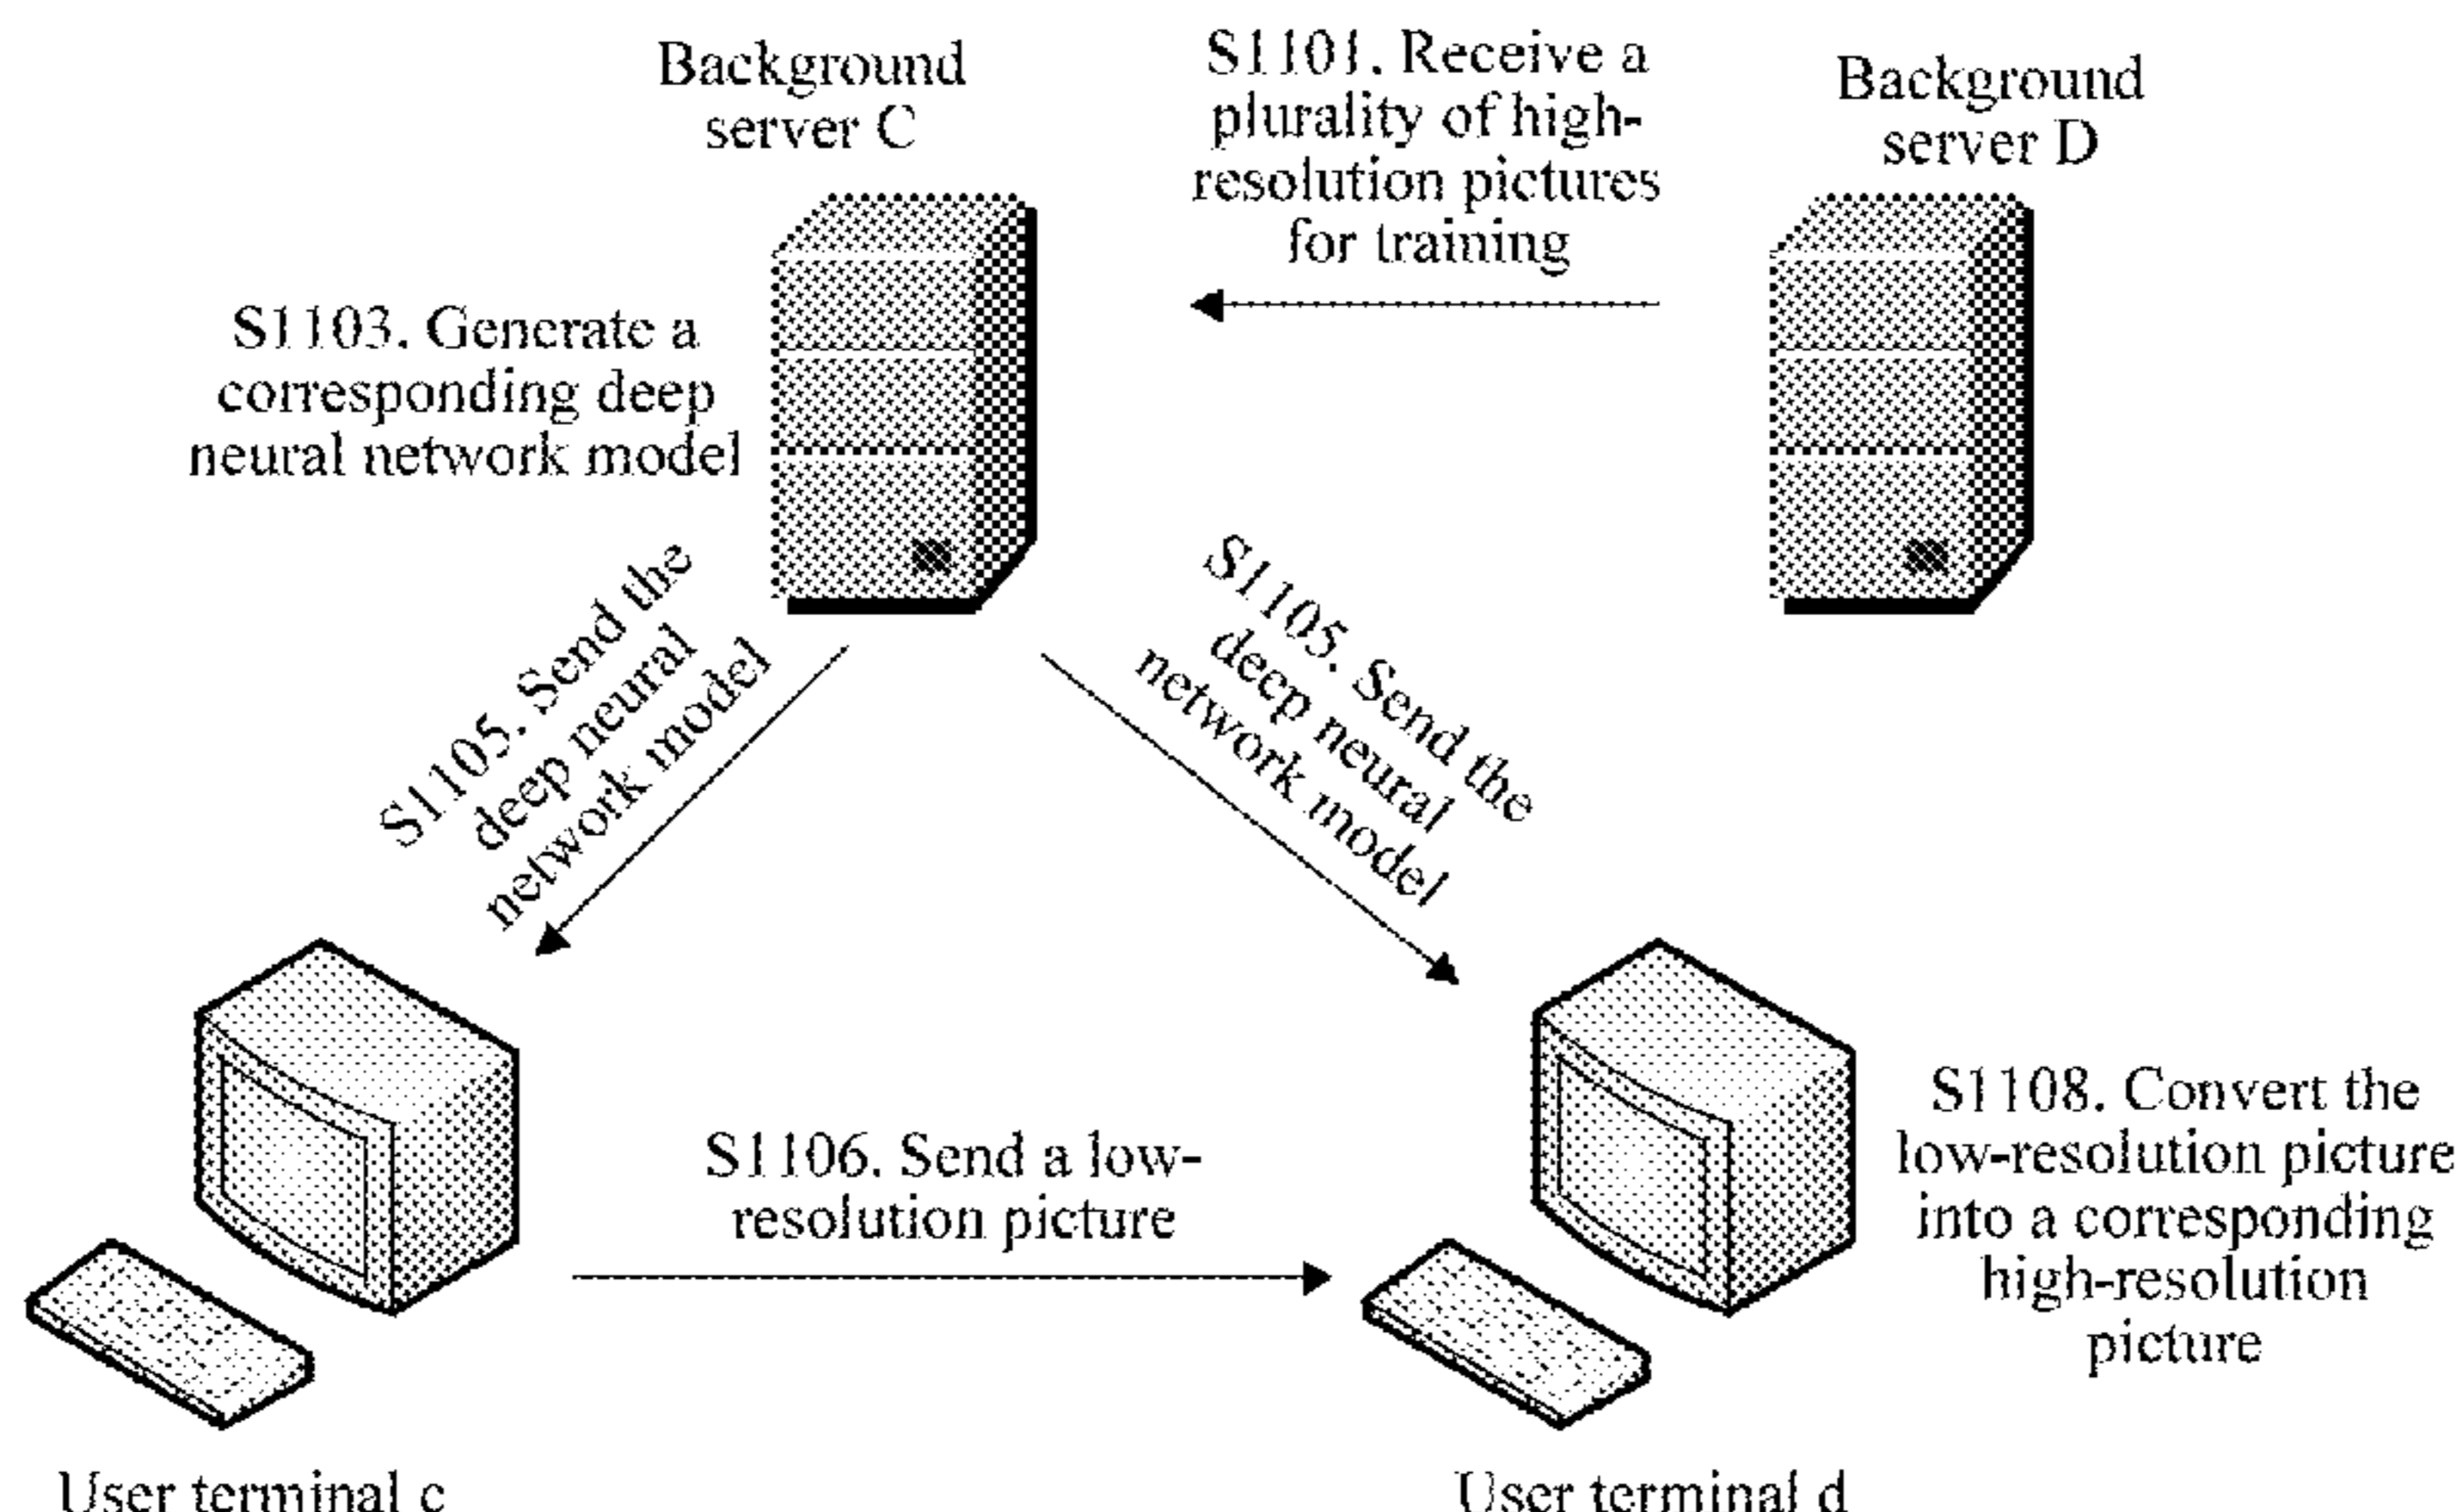 Background
server C
S1101. Receive a
plurality of high-
resolution pictures
for training
Background
server D
S1103. Generate a
corresponding deep
neural network model
S1105. Send the
deep neural
network model
S1105. Send the
deep neural
network model
S1106. Send a low-
resolution picture
S1108. Convert the
low-resolution picture
into a corresponding
high-resolution
picture
User terminal c
User terminal d